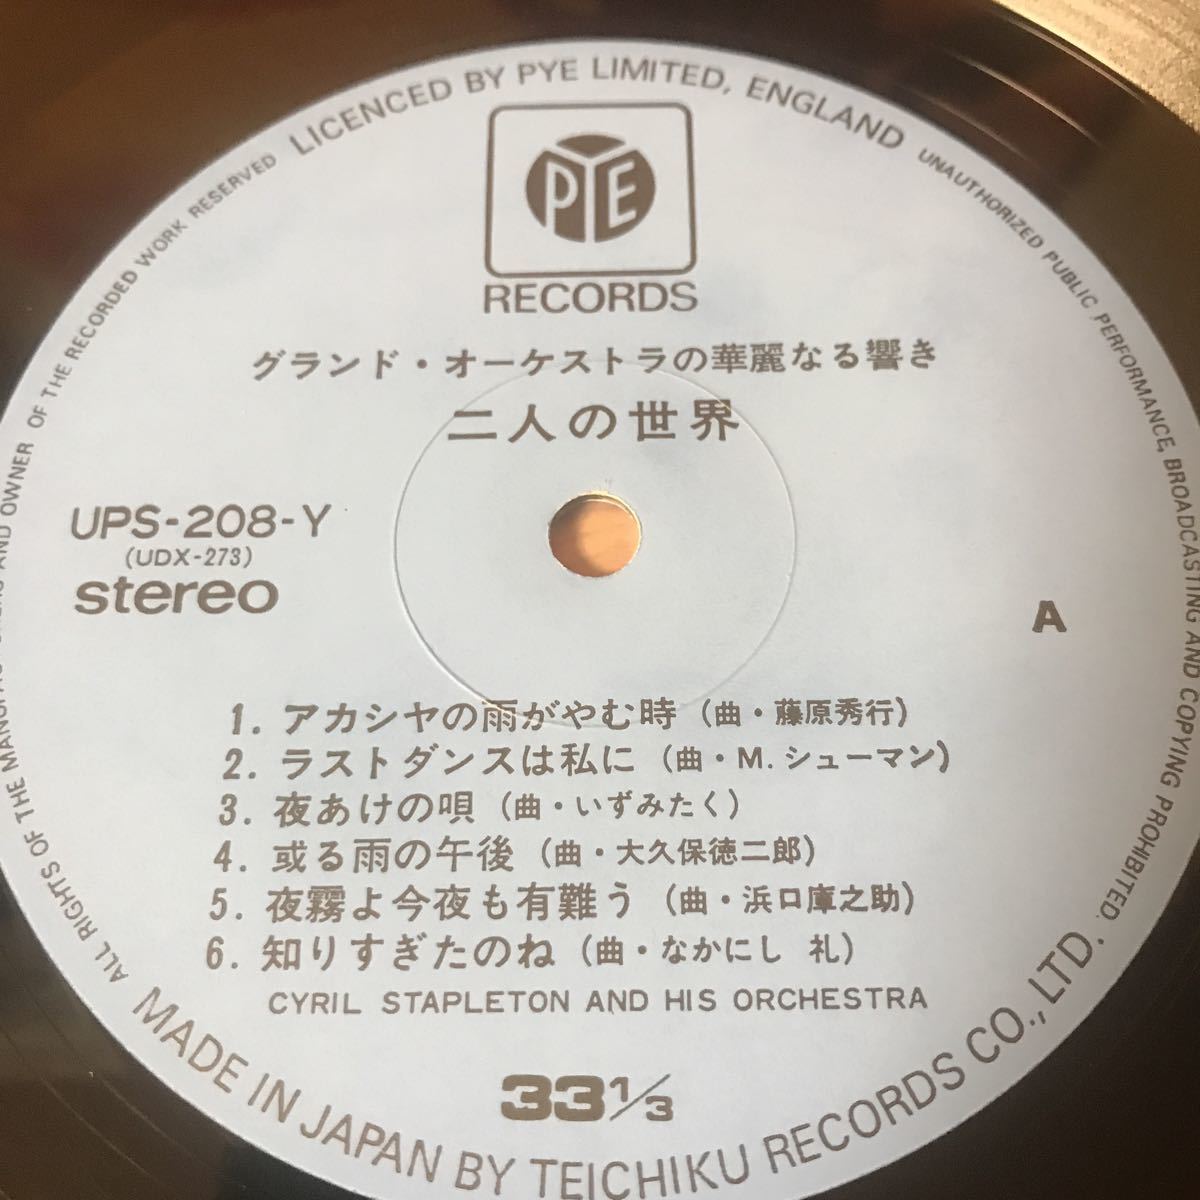 LICENCED BY PYE LIMITED, ENGLAND
UNAUTHORIZED PUBLIC PERFORMANCE, BROADCASTING AND COPYING PROHIBITED.
PYE
RECORDS
グランド・オーケストラの華麗なる響き
二人の世界
UPS-208-Y
(UDX-273)
stereo
A
1. アカシヤの雨がやむ時 (曲・藤原秀行)
2. ラストダンスは私に (曲・M. シューマン)
3. 夜あけの唄 (曲・いずみたく)
4. 或る雨の午後 (曲・大久保徳二郎)
5. 夜霧よ今夜も有難う (曲・浜口庫之助)
6. 知りすぎたのね (曲・なかにし 礼)
CYRIL STAPLETON AND HIS ORCHESTRA
33 1/3
ALL RIGHTS OF THE AND OWNER OF THE RECORDED WORK RESERVED
MADE IN JAPAN BY TEICHIKU RECORDS CO., LTD.